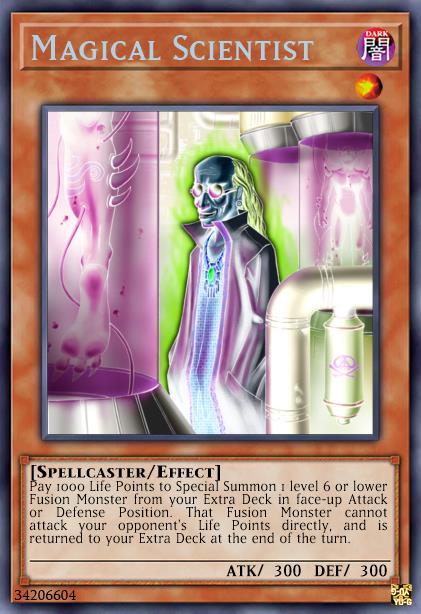 Magical Scientist
DARK
闇
[Spellcaster/Effect]
Pay 1000 Life Points to Special Summon 1 level 6 or lower
Fusion Monster from your Extra Deck in face-up Attack
or Defense Position. That Fusion Monster cannot
attack your opponent's Life Points directly, and is
returned to your Extra Deck at the end of the turn.
ATK/ 300 DEF/ 300
34206604